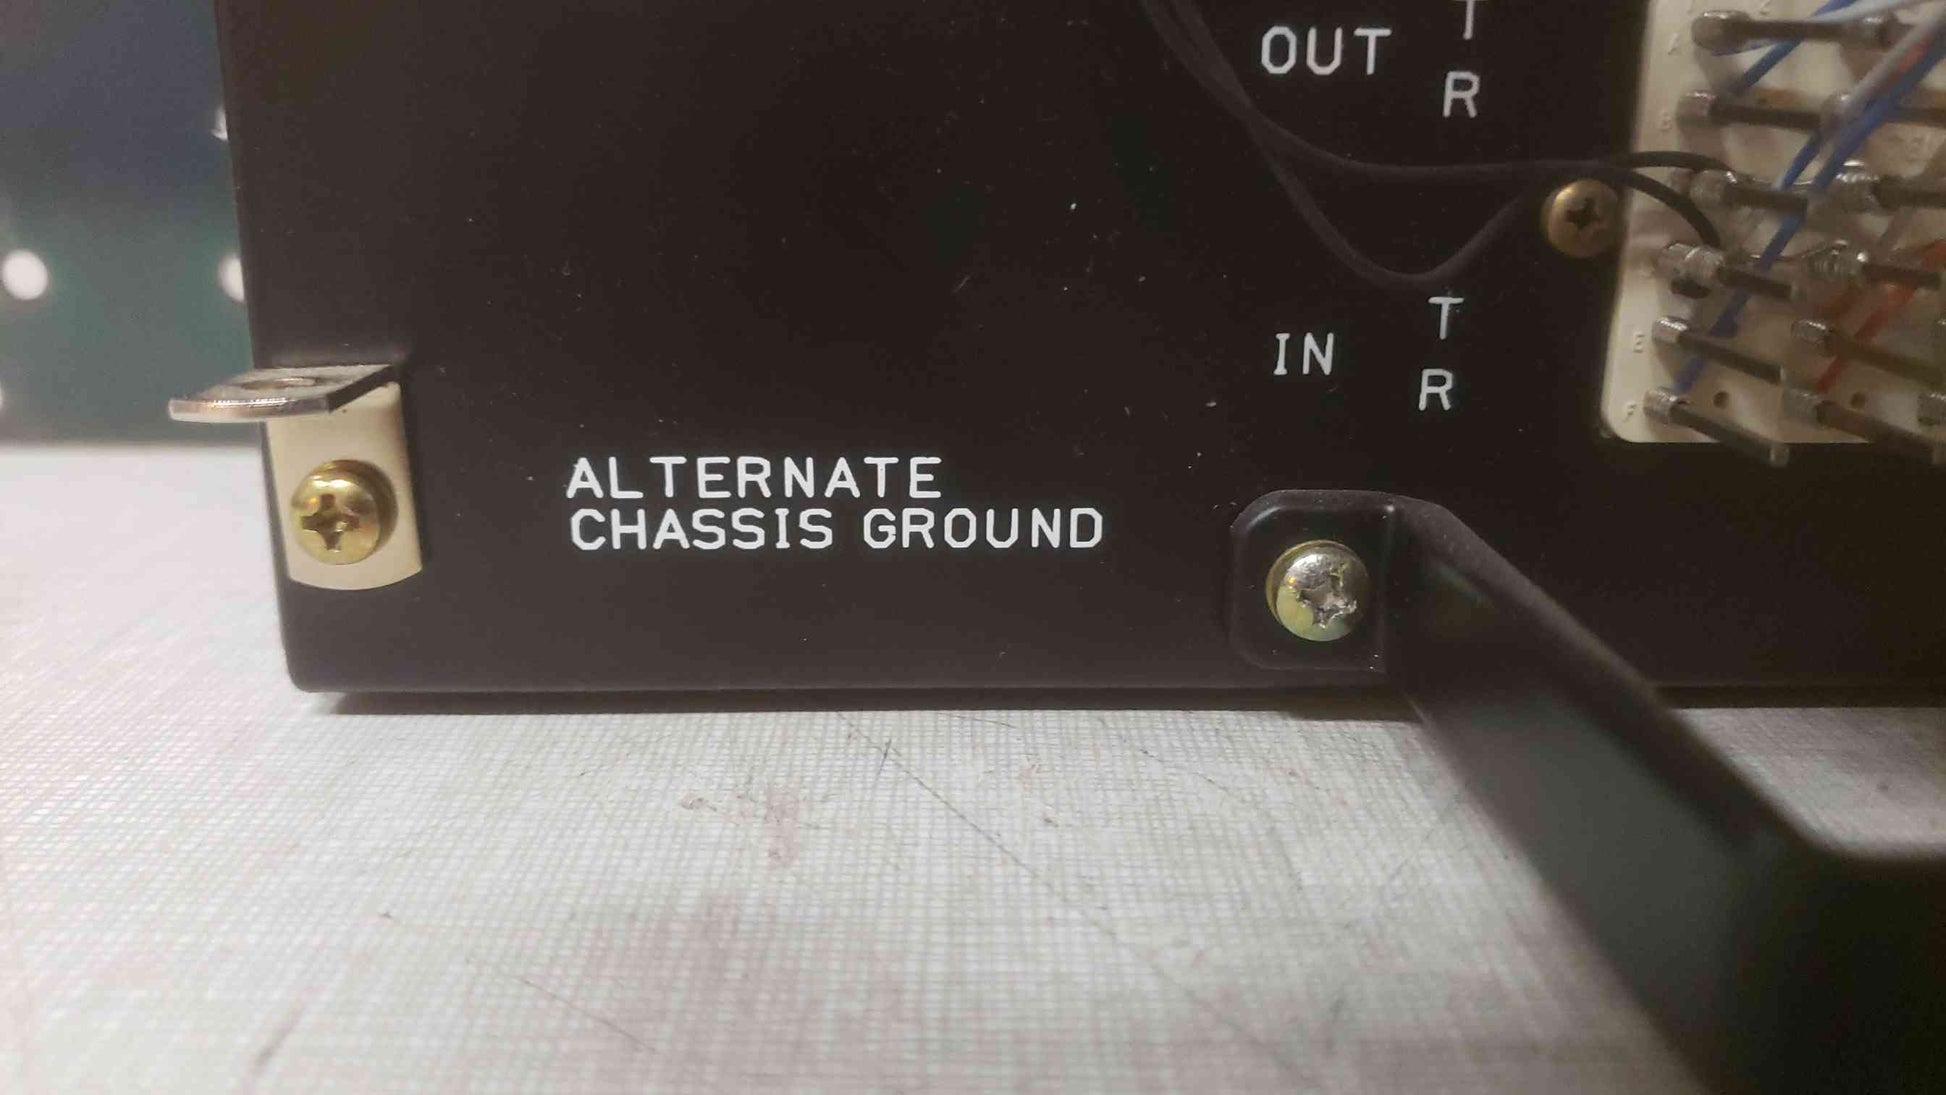 OUT
T
R
IN
T
R
ALTERNATE
CHASSIS GROUND
A
B
E
F